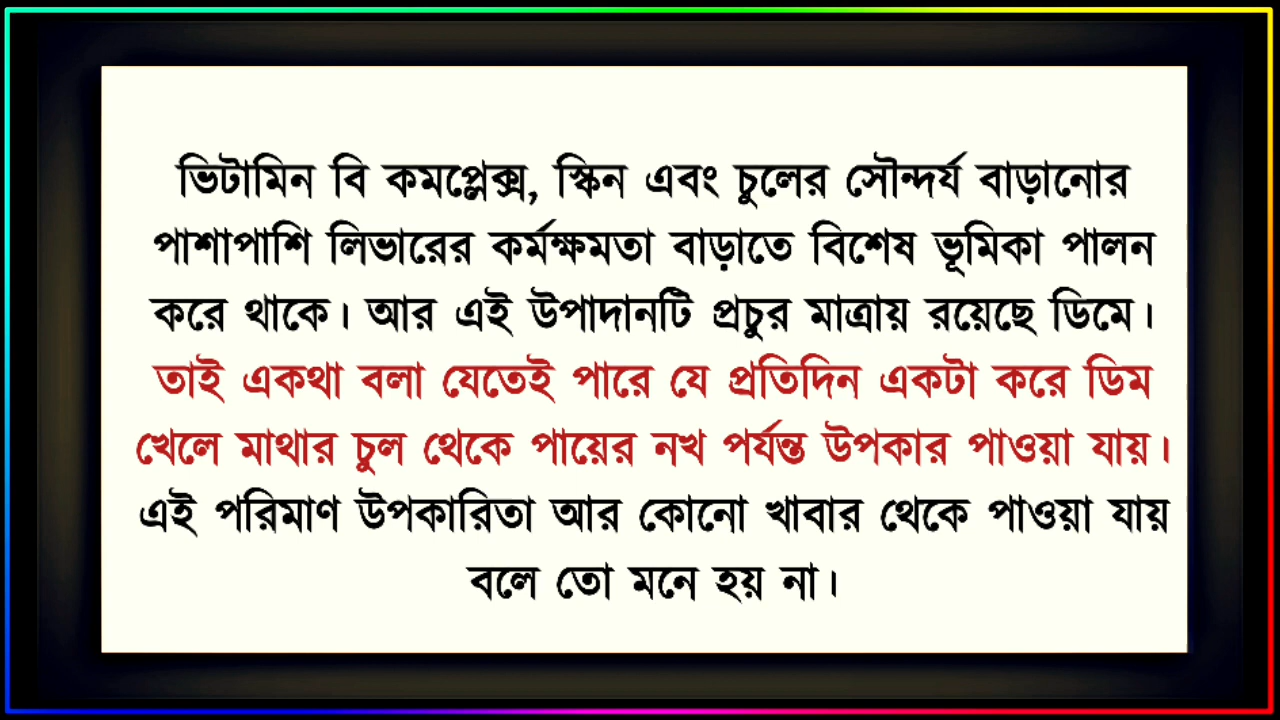 ভিটামিন বি কমপ্লেক্স, স্কিন এবং চুলের সৌন্দর্য বাড়ানোর
পাশাপাশি লিভারের কর্মক্ষমতা বাড়াতে বিশেষ ভূমিকা পালন
করে থাকে। আর এই উপাদানটি প্রচুর মাত্রায় রয়েছে ডিমে।
তাই একথা বলা যেতেই পারে যে প্রতিদিন একটা করে ডিম
খেলে মাথার চুল থেকে পায়ের নখ পর্যন্ত উপকার পাওয়া যায়।
এই পরিমাণ উপকারিতা আর কোনো খাবার থেকে পাওয়া যায়
বলে তো মনে হয় না।